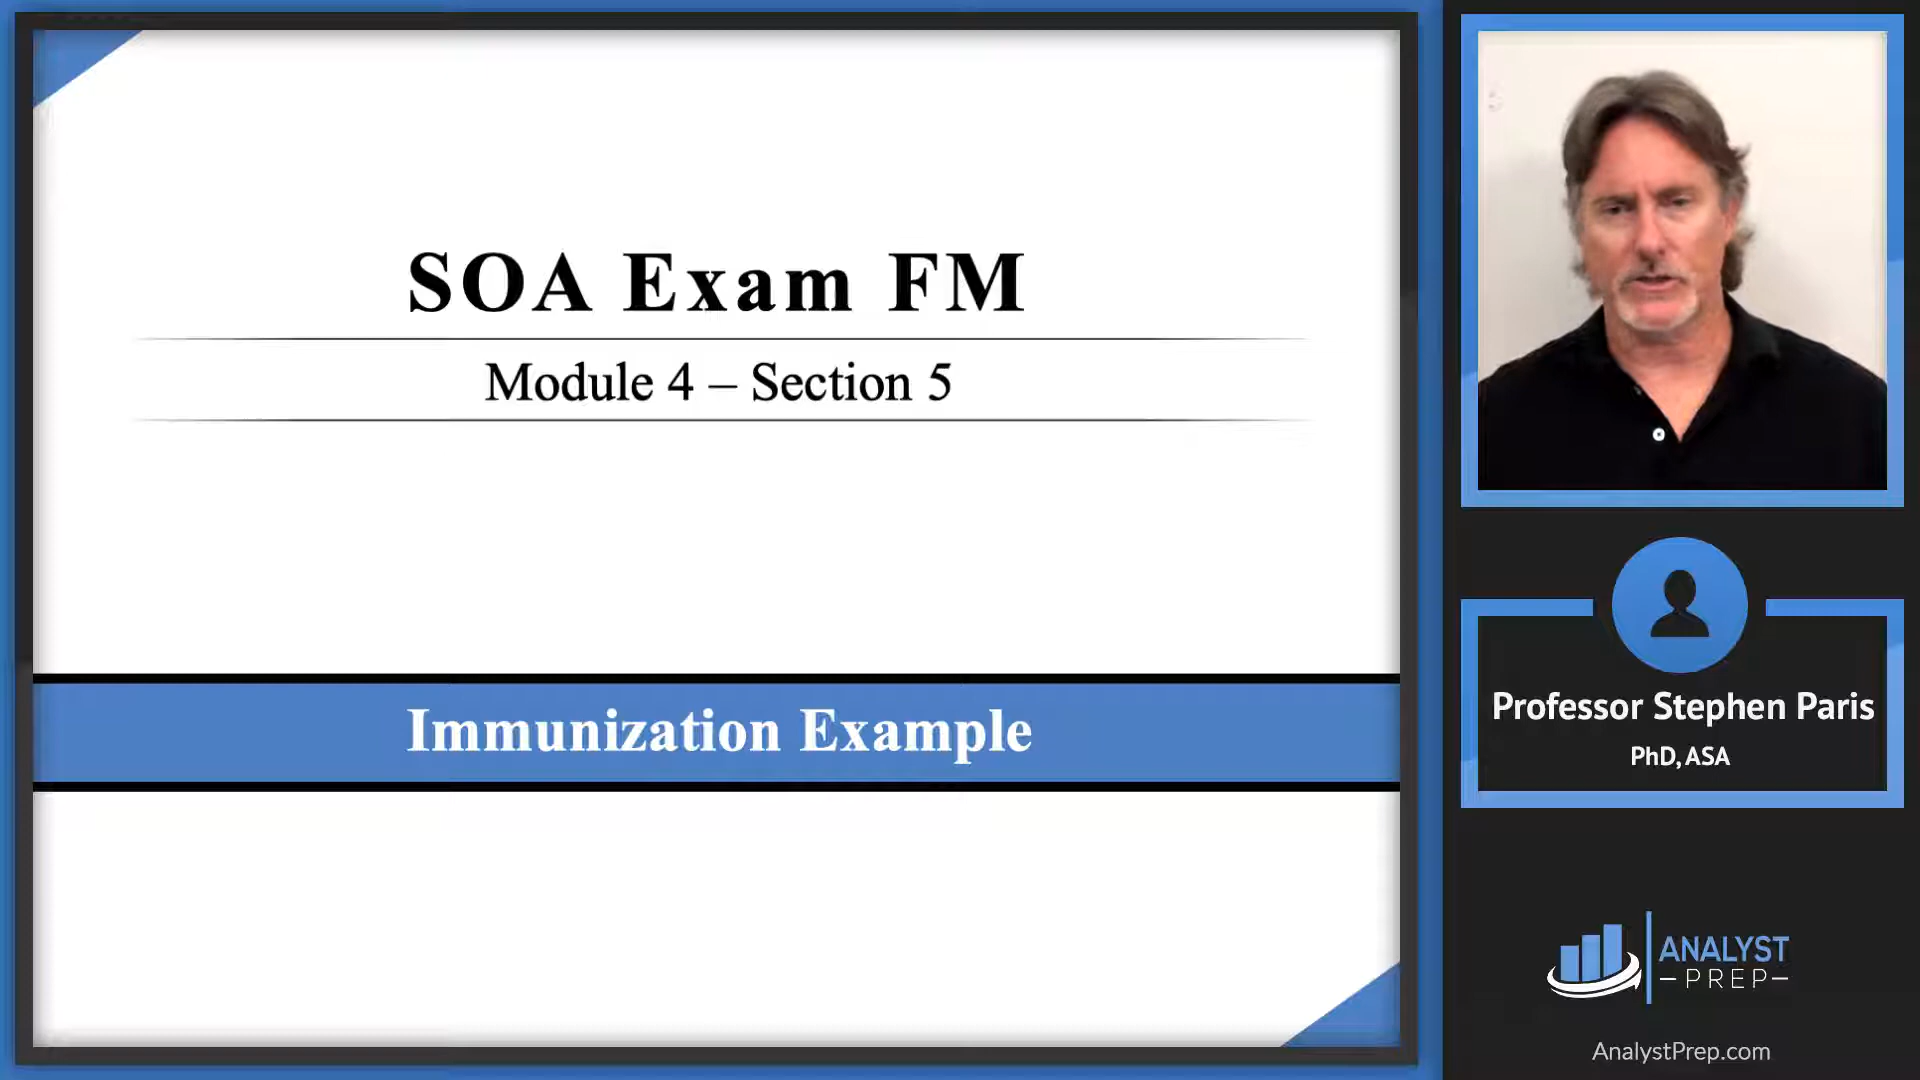 SOA Exam FM
Module 4 – Section 5
Immunization Example
Professor Stephen Paris
PhD, ASA
ANALYST
PREP
AnalystPrep.com